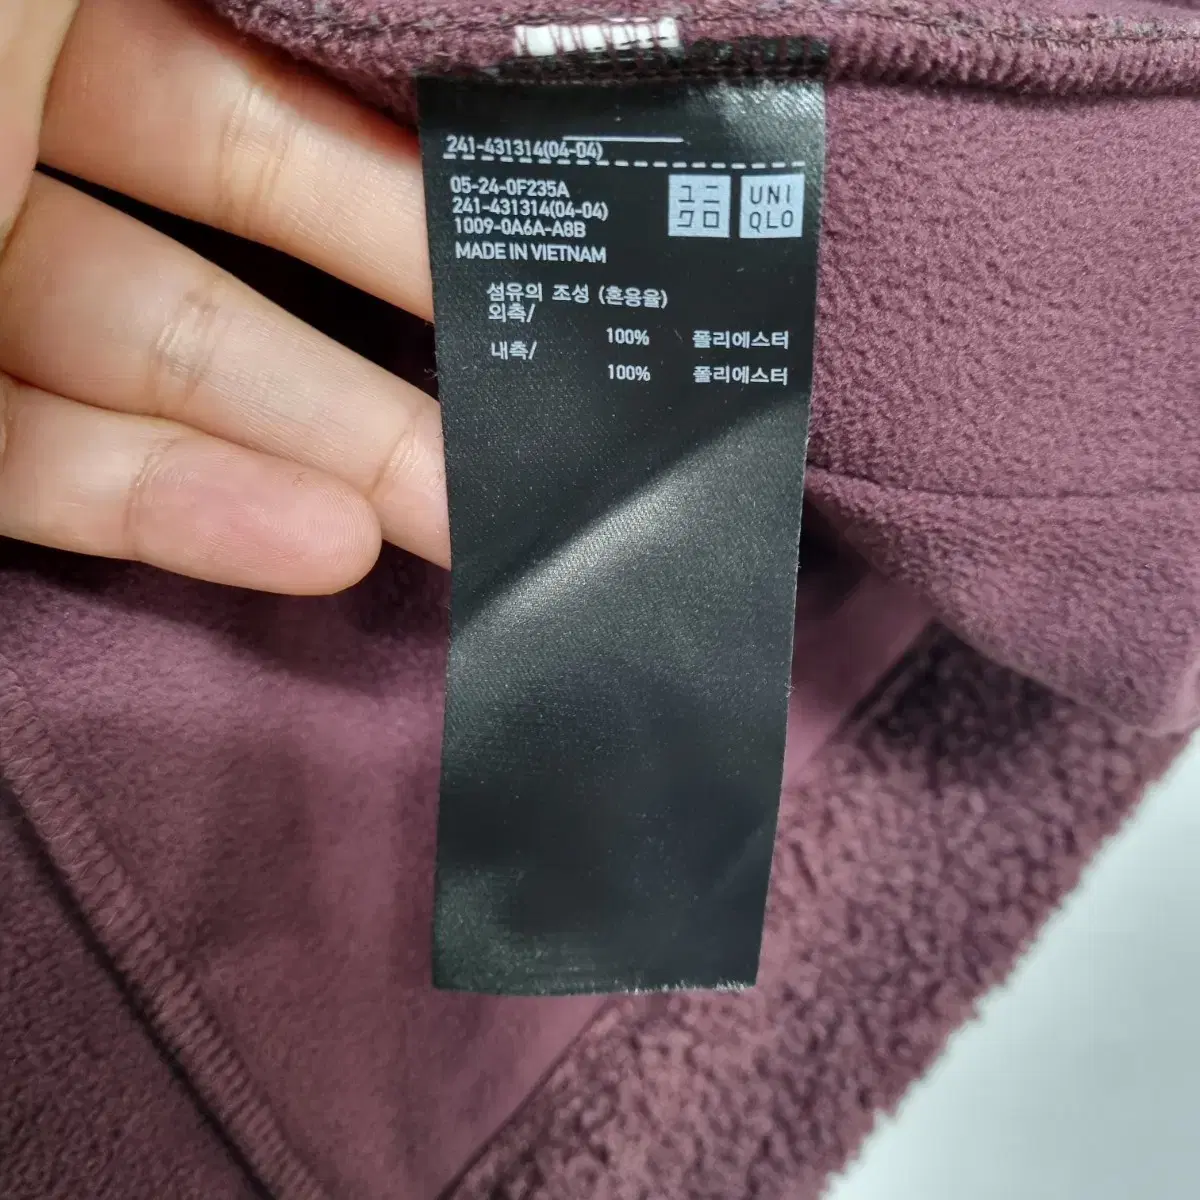 241-431314(04-04)
05-24-0F235A
241-431314(04-04)
1009-0A6A-A8B
MADE IN VIETNAM
ユニ
クロ
UNI
QLO
섬유의 조성 (혼용율)
외측/
100% 폴리에스터
내측/
100% 폴리에스터